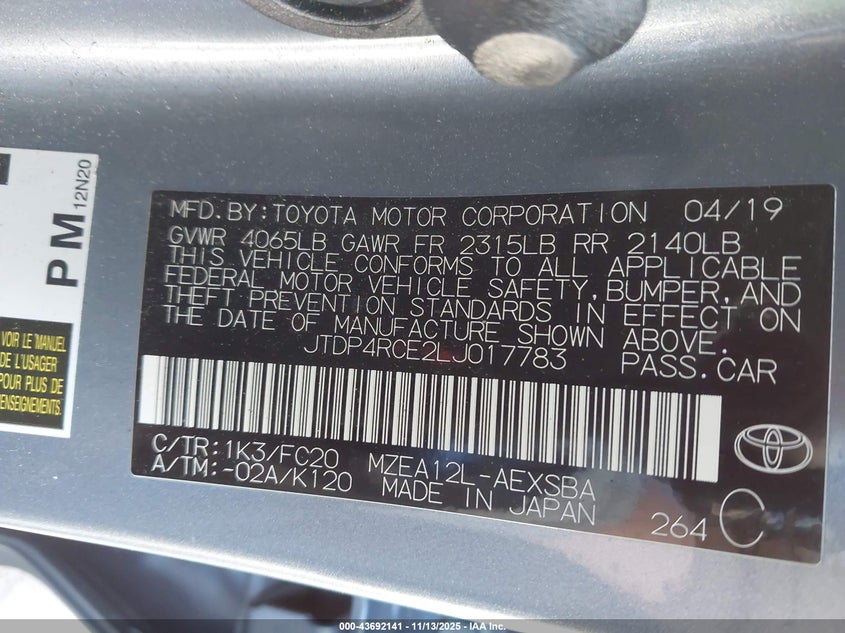 PM 12N20
VOIR LE MANUEL
DE L'USAGER
POUR PLUS DE
RENSEIGNEMENTS.
MFD.BY:TOYOTA MOTOR CORPORATION 04/19
GVWR 4065LB GAWR FR 2315LB RR 2140LB
THIS VEHICLE CONFORMS TO ALL APPLICABLE
FEDERAL MOTOR VEHICLE SAFETY,BUMPER,AND
THEFT PREVENTION STANDARDS IN EFFECT ON
THE DATE OF MANUFACTURE SHOWN ABOVE.
JTDP4RCE2LJ017783 PASS.CAR
C/TR:1K3/FC20 MZEA12L-AEXSBA
A/TM:-02A/K120 MADE IN JAPAN
264 C
000-43692141 - 11/13/2025 - IAA Inc.